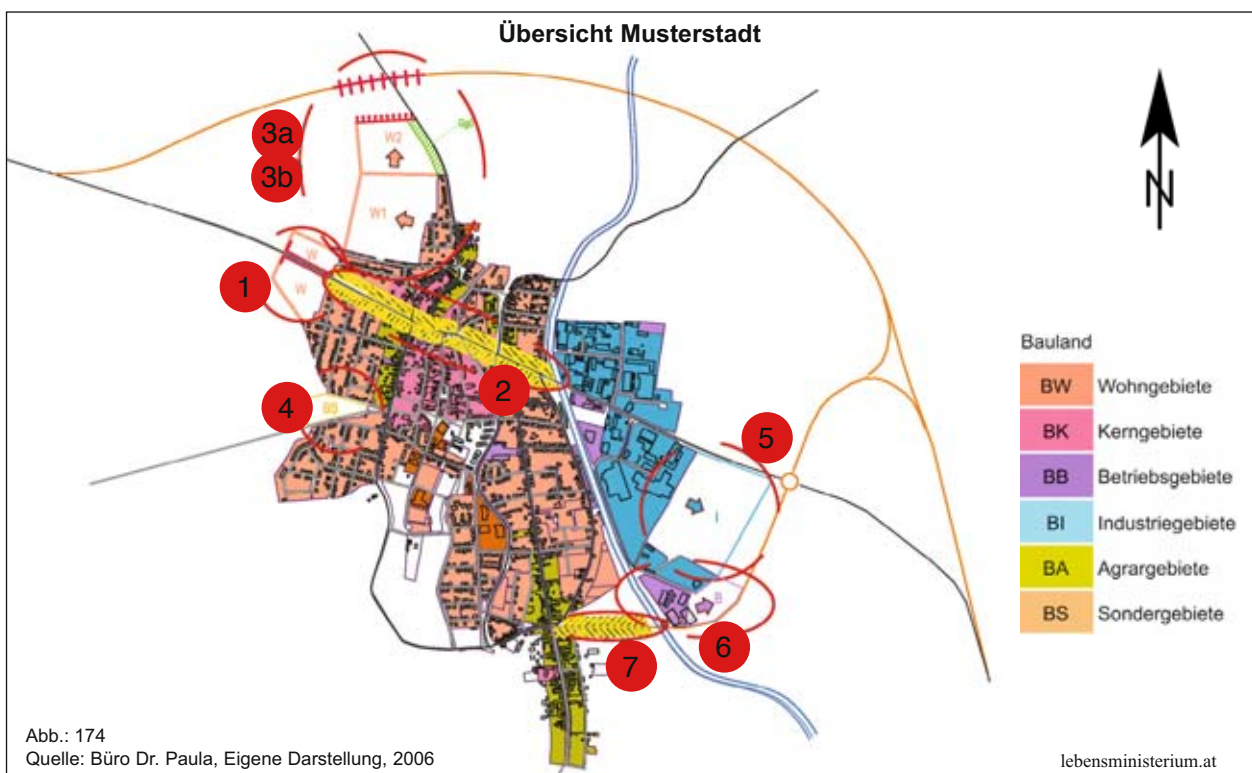 Übersicht Musterstadt
3a
3b
W2
W1
W
W
1
2
4
BS
5
I
B
6
7
N
Bauland
BW Wohngebiete
BK Kerngebiete
BB Betriebsgebiete
BI Industriegebiete
BA Agrargebiete
BS Sondergebiete
Abb.: 174
Quelle: Büro Dr. Paula, Eigene Darstellung, 2006
lebensministerium.at